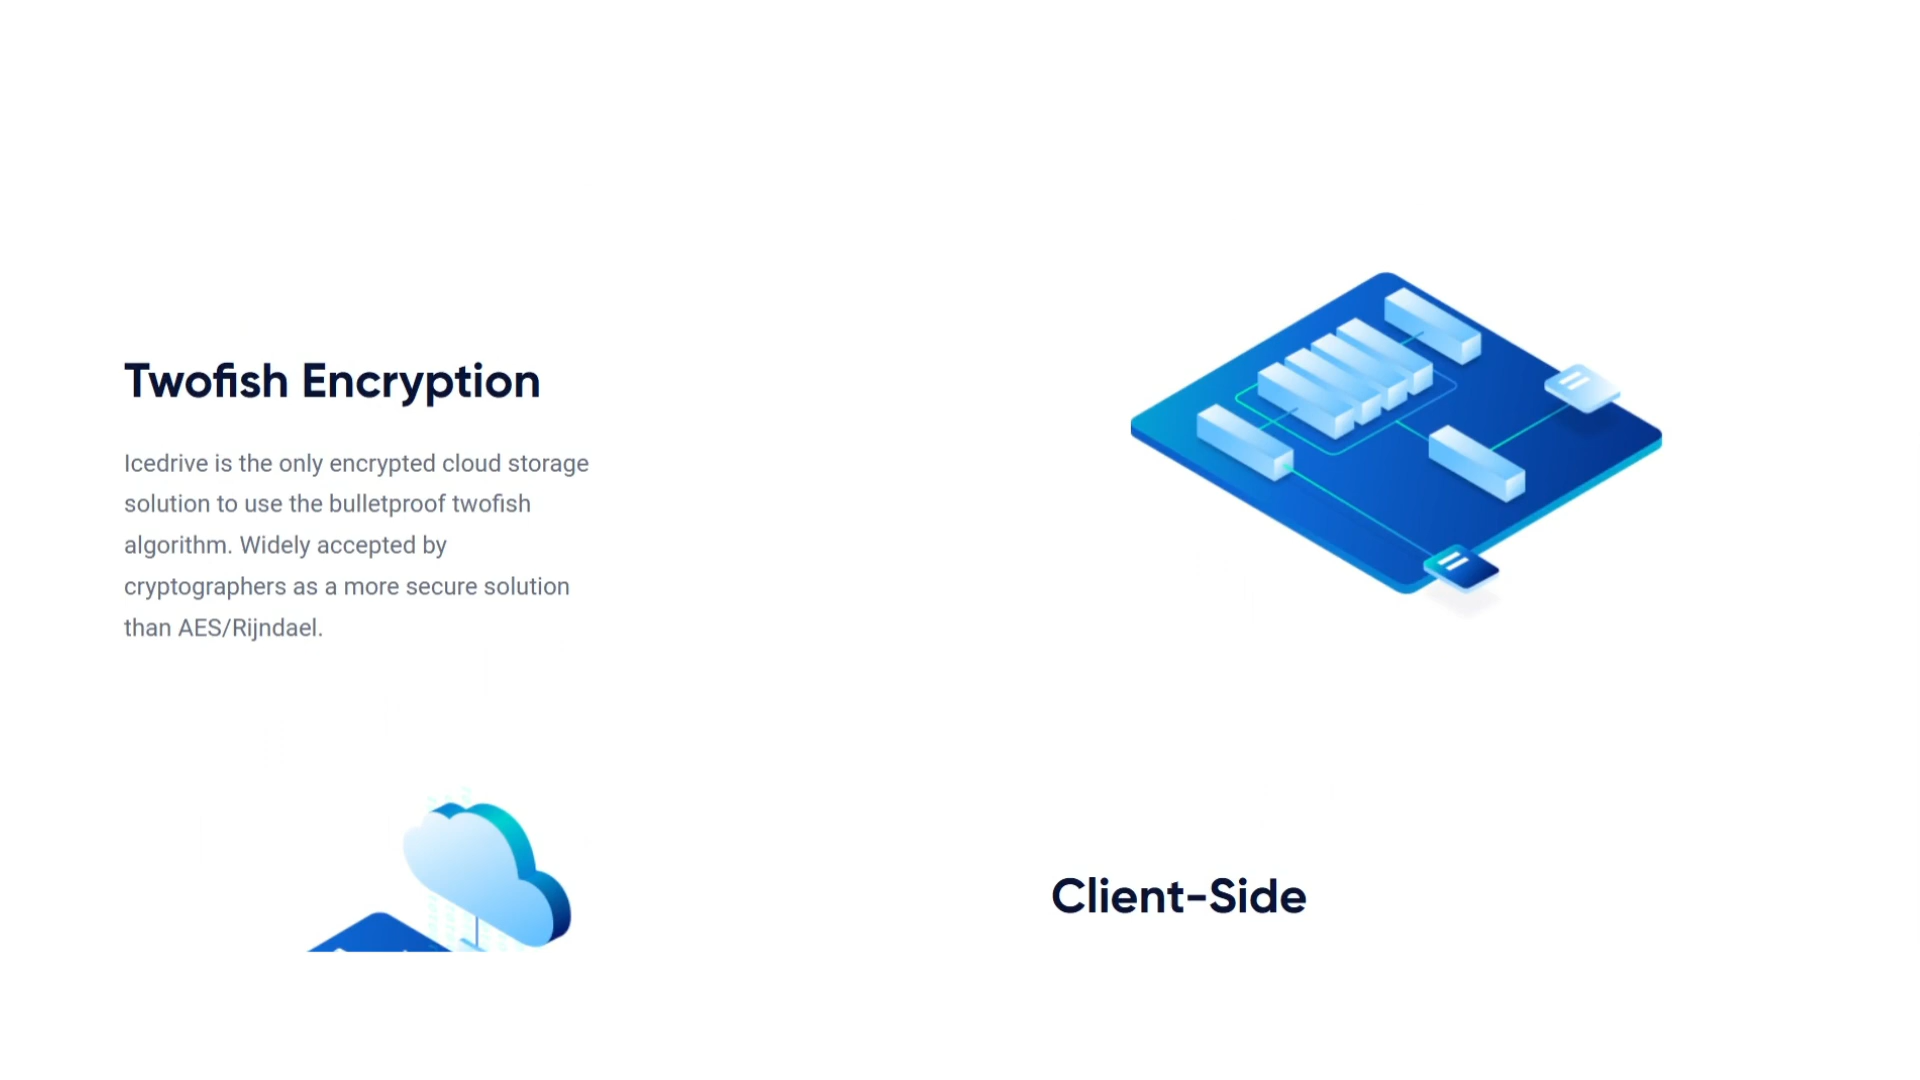 Twofish Encryption
Icedrive is the only encrypted cloud storage
solution to use the bulletproof twofish
algorithm. Widely accepted by
cryptographers as a more secure solution
than AES/Rijndael.
Client-Side